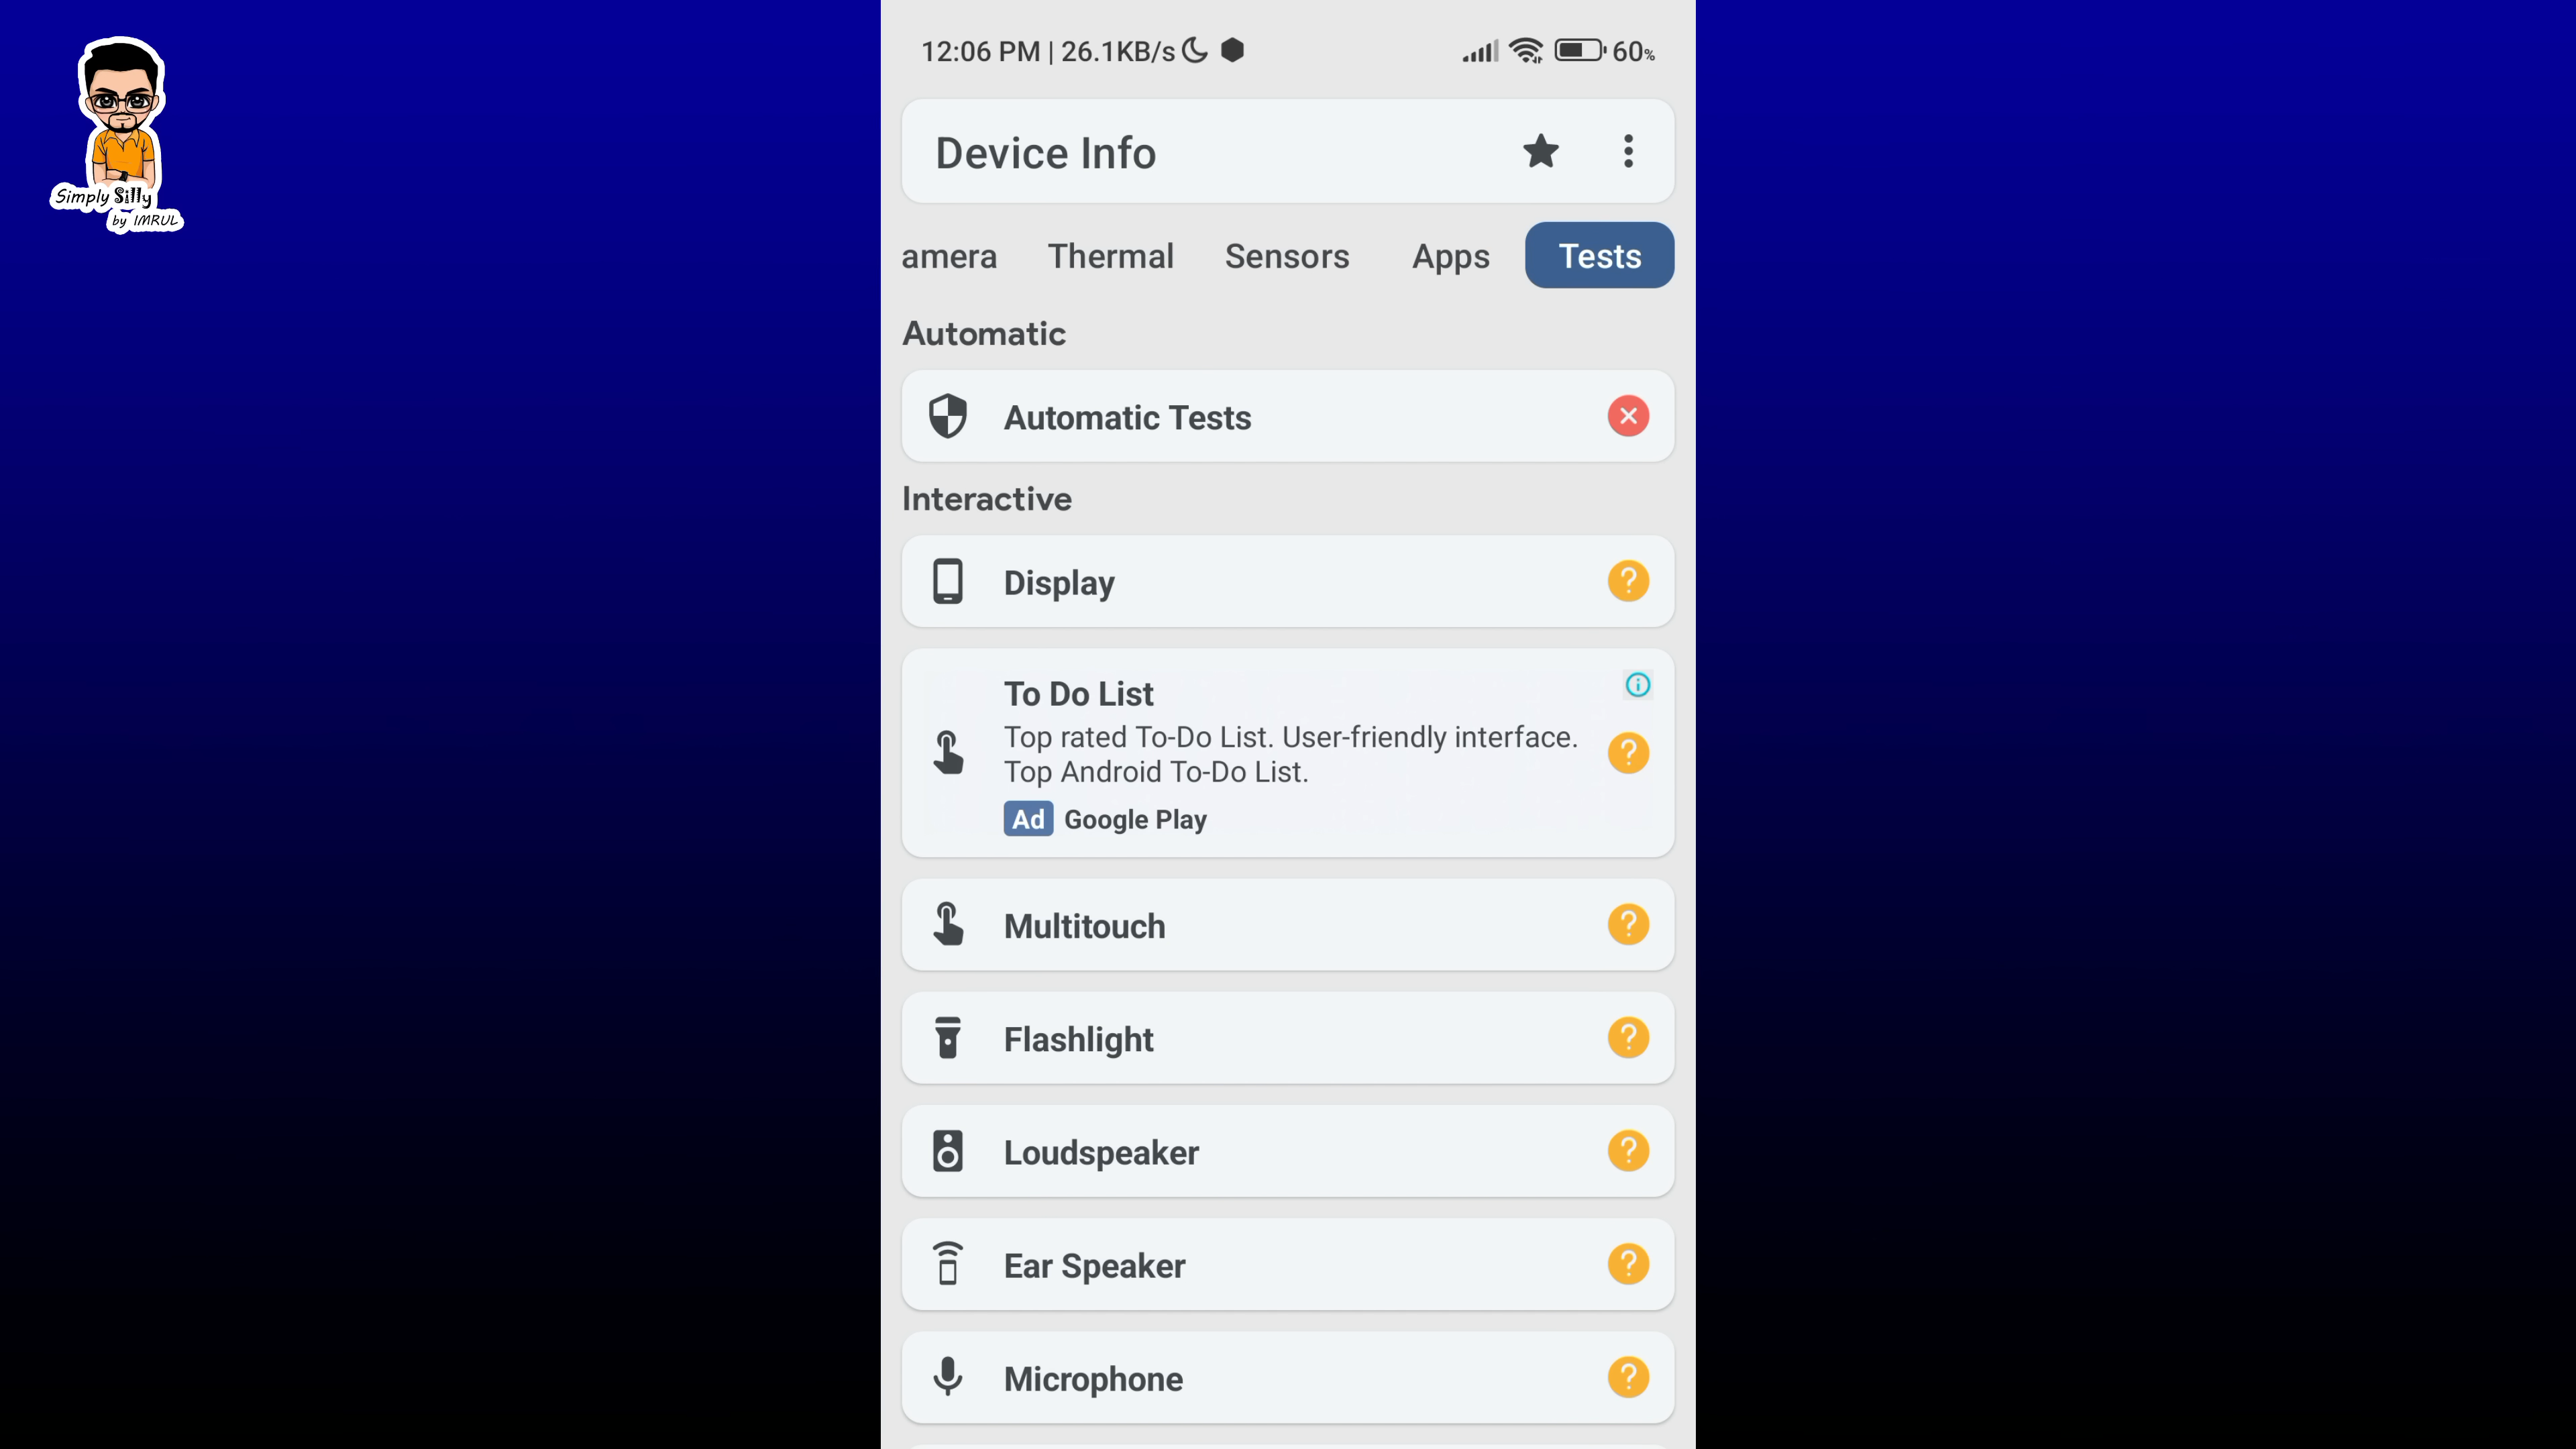 Simply Silly
by IMRUL
12:06 PM | 26.1KB/s
60%
Device Info
amera Thermal Sensors Apps Tests
Automatic
Automatic Tests
Interactive
Display
To Do List
Top rated To-Do List. User-friendly interface.
Top Android To-Do List.
Ad Google Play
Multitouch
Flashlight
Loudspeaker
Ear Speaker
Microphone